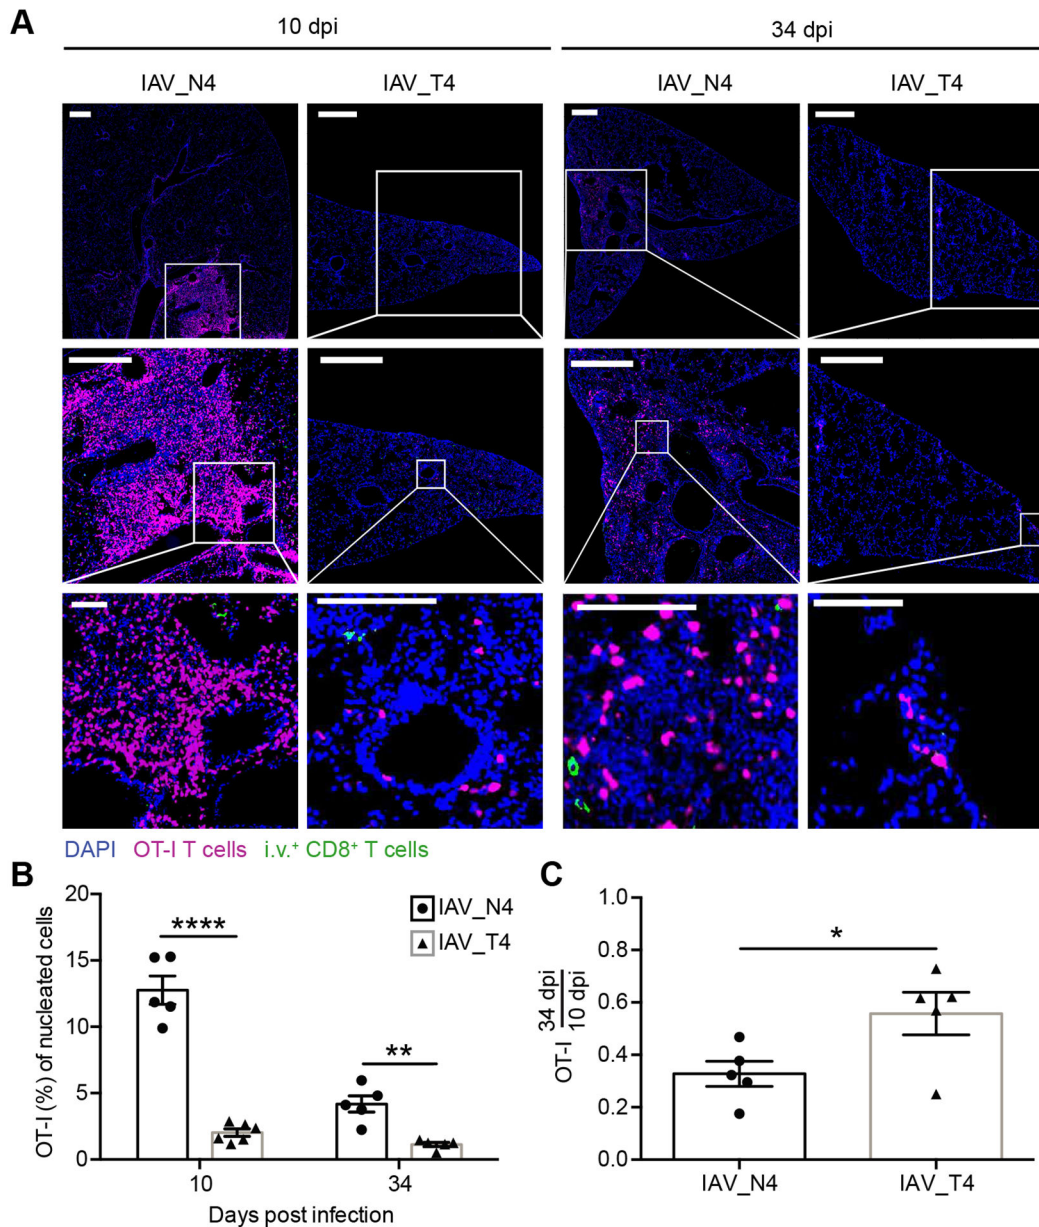 A
10 dpi
34 dpi
IAV_N4
IAV_T4
IAV_N4
IAV_T4
DAPI OT-I T cells i.v.⁺ CD8⁺ T cells
B
OT-I (%) of nucleated cells
20
15
10
5
0
****
**
IAV_N4
IAV_T4
10
34
Days post infection
C
OT-I 34 dpi
10 dpi
1.0
0.8
0.6
0.4
0.2
0.0
*
IAV_N4
IAV_T4